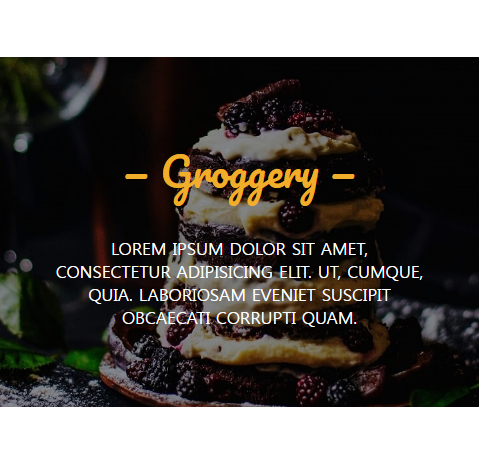 – Groggery –
LOREM IPSUM DOLOR SIT AMET,
CONSECTETUR ADIPISICING ELIT. UT, CUMQUE,
QUIA. LABORIOSAM EVENIET SUSCIPIT
OBCAECATI CORRUPTI QUAM.